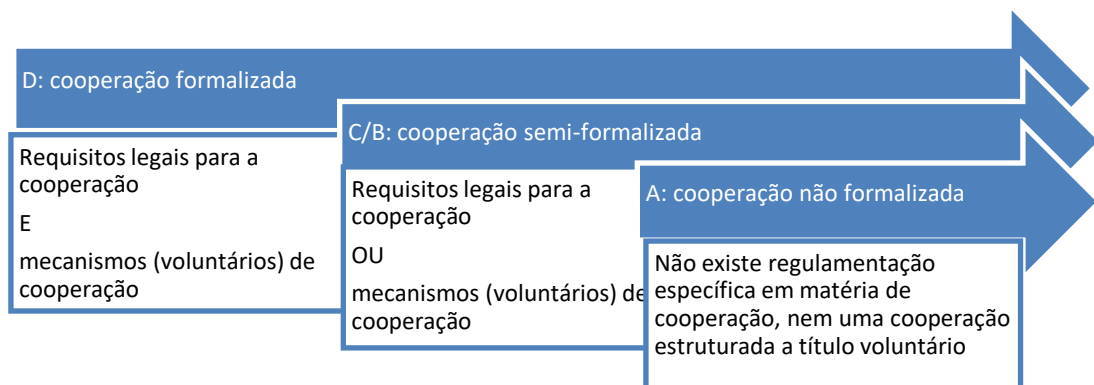 D: cooperação formalizada
Requisitos legais para a
cooperação
E
mecanismos (voluntários) de
cooperação
C/B: cooperação semi-formalizada
Requisitos legais para a
cooperação
OU
mecanismos (voluntários) de
cooperação
A: cooperação não formalizada
Não existe regulamentação
específica em matéria de
cooperação, nem uma cooperação
estruturada a título voluntário